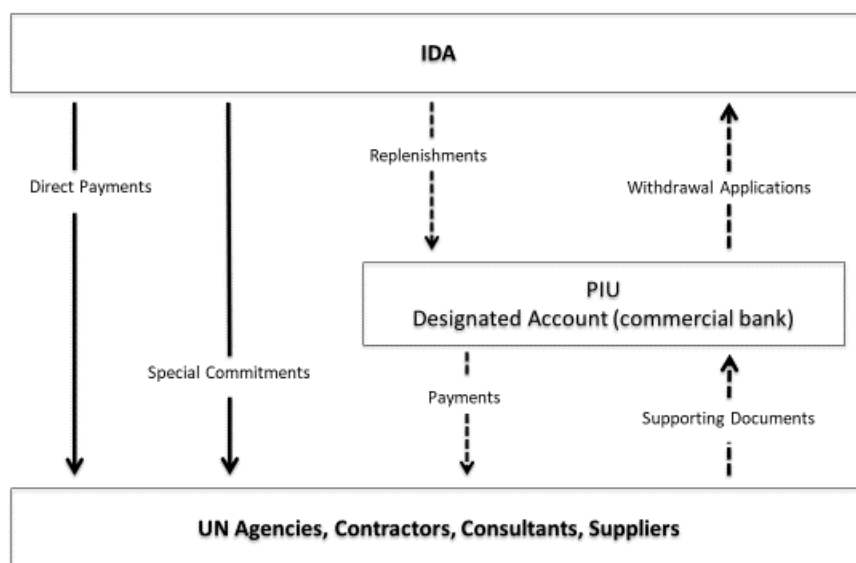 IDA
Replenishments
Direct Payments
Withdrawal Applications
PIU
Designated Account (commercial bank)
Special Commitments
Payments
Supporting Documents
UN Agencies, Contractors, Consultants, Suppliers